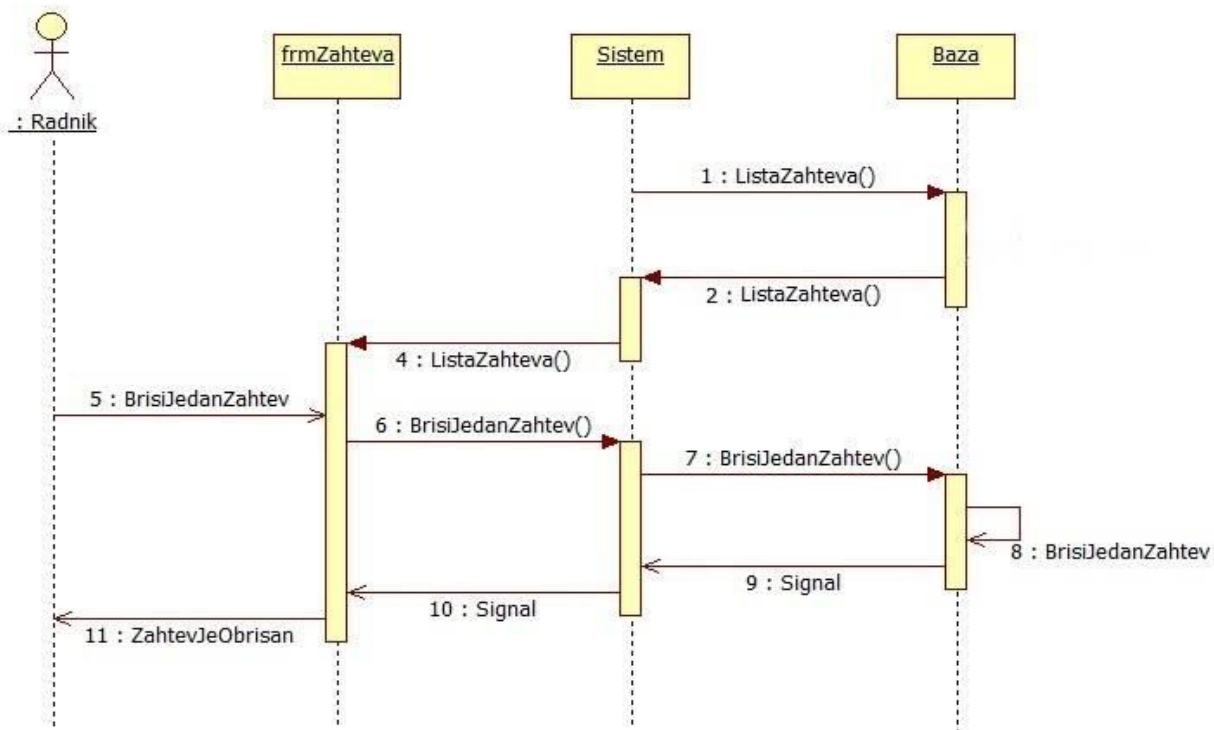 frmZahteva
Sistem
Baza
: Radnik
1 : ListaZahteva()
2 : ListaZahteva()
4 : ListaZahteva()
5 : BrisiJedanZahtev
6 : BrisiJedanZahtev()
7 : BrisiJedanZahtev()
8 : BrisiJedanZahtev
9 : Signal
10 : Signal
11 : ZahtevJeObrisan